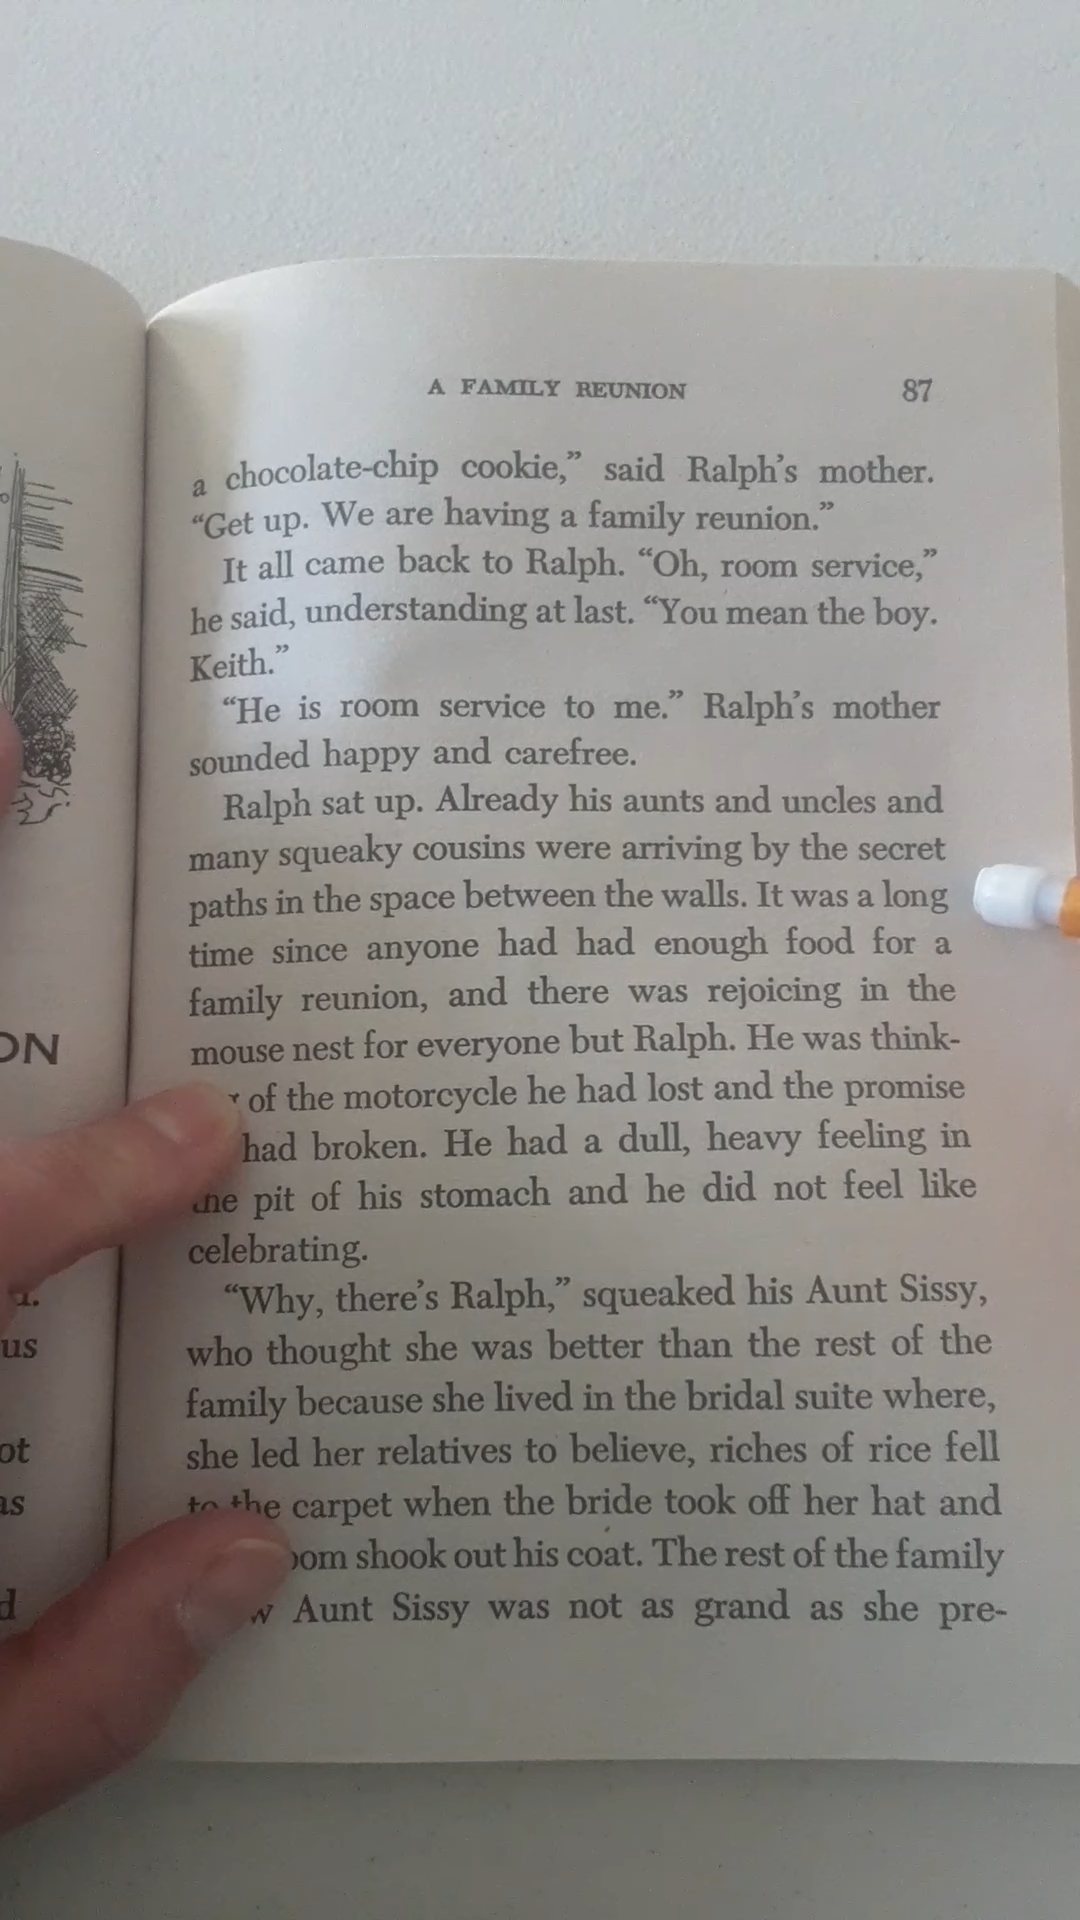 A FAMILY REUNION 87
a chocolate-chip cookie,” said Ralph’s mother.
“Get up. We are having a family reunion.”
It all came back to Ralph. “Oh, room service,”
he said, understanding at last. “You mean the boy.
Keith.”
“He is room service to me.” Ralph’s mother
sounded happy and carefree.
Ralph sat up. Already his aunts and uncles and
many squeaky cousins were arriving by the secret
paths in the space between the walls. It was a long
time since anyone had had enough food for a
family reunion, and there was rejoicing in the
mouse nest for everyone but Ralph. He was think-
of the motorcycle he had lost and the promise
had broken. He had a dull, heavy feeling in
the pit of his stomach and he did not feel like
celebrating.
“Why, there’s Ralph,” squeaked his Aunt Sissy,
who thought she was better than the rest of the
family because she lived in the bridal suite where,
she led her relatives to believe, riches of rice fell
to the carpet when the bride took off her hat and
shook out his coat. The rest of the family
Aunt Sissy was not as grand as she pre-
ON
us
ot
as
d